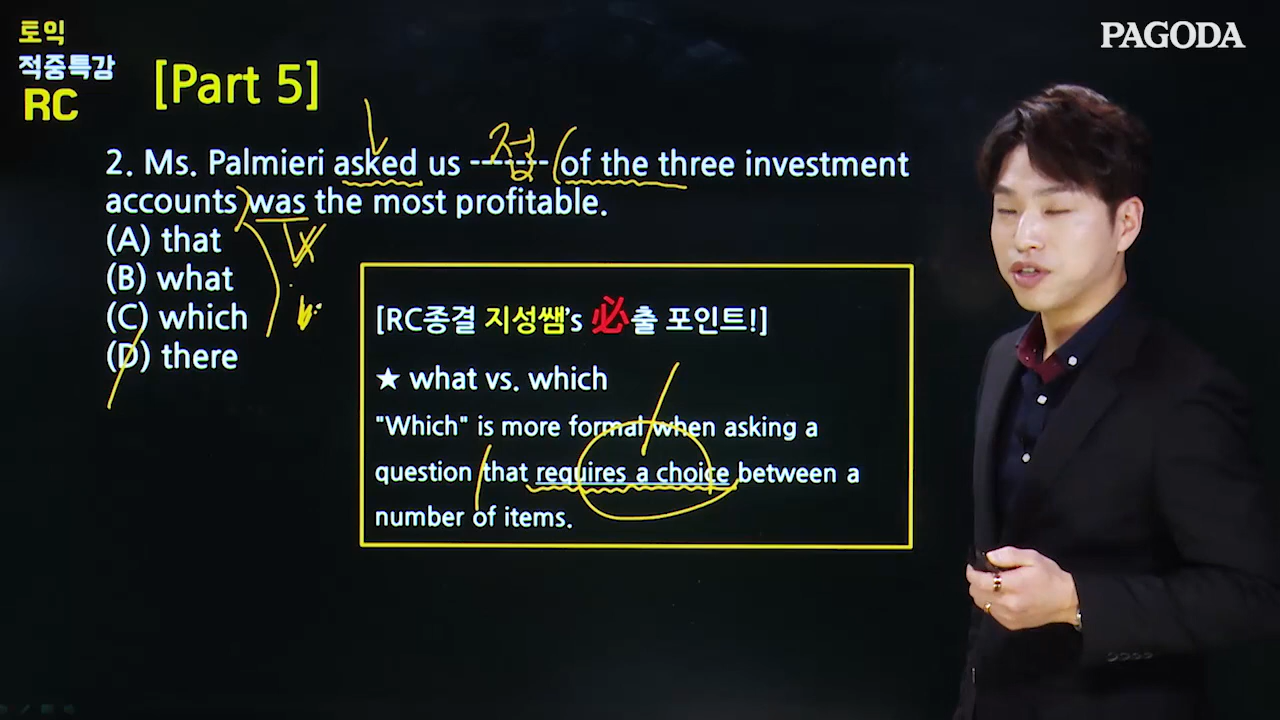 토익
적중특강
RC
[Part 5]
PAGODA
2. Ms. Palmieri asked us ------- of the three investment
accounts was the most profitable.
(A) that
(B) what
(C) which
(D) there
[RC종결 지성쌤's 必출 포인트!]
★ what vs. which
"Which" is more formal when asking a
question that requires a choice between a
number of items.